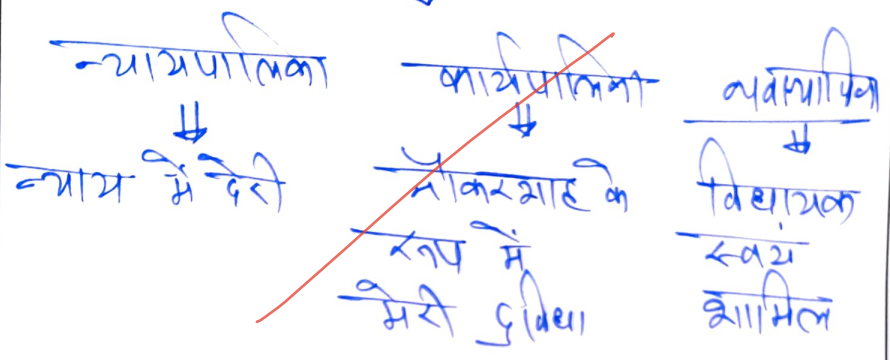 न्यायपालिका कार्यपालिका व्यवस्थापिका
⇓ ⇓ ⇓
न्याय में देरी नौकरशाह के विधायक
रूप में स्वयं
मेरी दुविधा शामिल